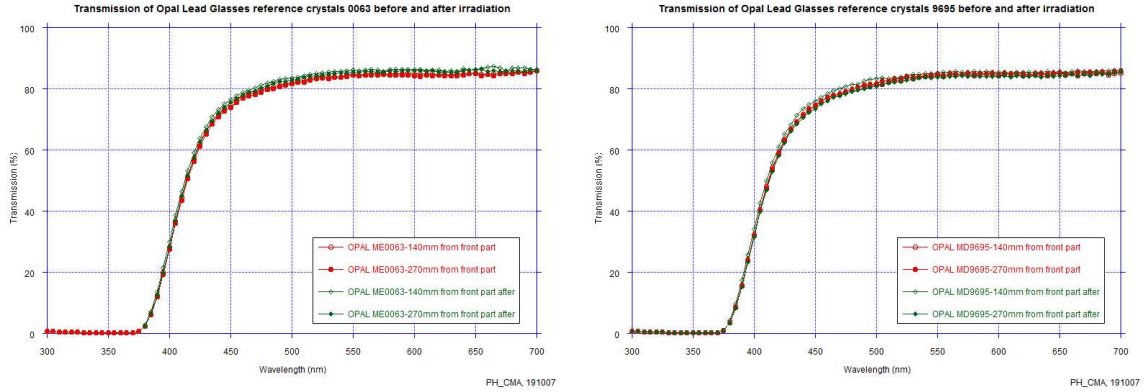 Transmission of Opal Lead Glasses reference crystals 0063 before and after irradiation
100
80
60
40
20
0
Transmission (%)
OPAL ME0063-140mm from front part
OPAL ME0063-270mm from front part
OPAL ME0063-140mm from front part after
OPAL ME0063-270mm from front part after
300 350 400 450 500 550 600 650 700
Wavelength (nm)
PH_CMA, 191007
Transmission of Opal Lead Glasses reference crystals 9695 before and after irradiation
100
80
60
40
20
0
Transmission (%)
OPAL MD9695-140mm from front part
OPAL MD9695-270mm from front part
OPAL MD9695-140mm from front part after
OPAL MD9695-270mm from front part after
300 350 400 450 500 550 600 650 700
Wavelength (nm)
PH_CMA, 191007